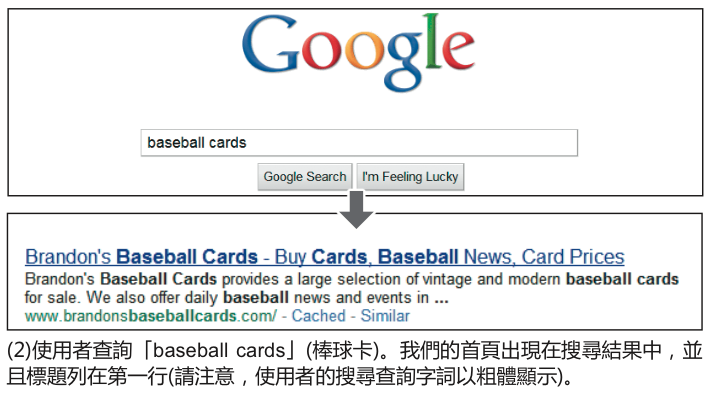 Google
baseball cards
Google Search I'm Feeling Lucky
Brandon's Baseball Cards - Buy Cards, Baseball News, Card Prices
Brandon's Baseball Cards provides a large selection of vintage and modern baseball cards
for sale. We also offer daily baseball news and events in ...
www.brandonsbaseballcards.com/ - Cached - Similar
(2)使用者查詢「baseball cards」(棒球卡)。我們的首頁出現在搜尋結果中，並
且標題列在第一行(請注意，使用者的搜尋查詢字詞以粗體顯示)。